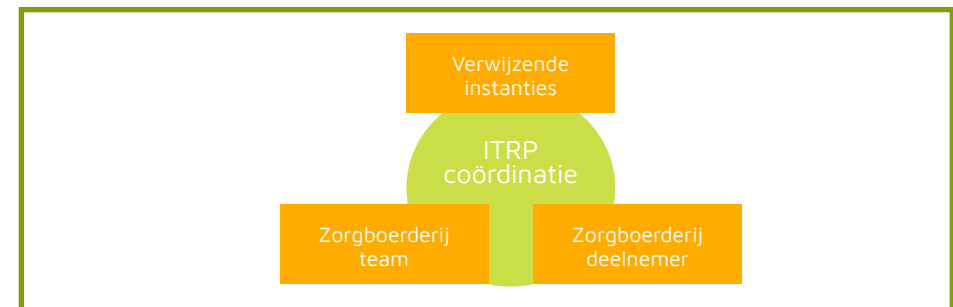 Verwijzende
instanties
ITRP
coördinatie
Zorgboerderij
team
Zorgboerderij
deelnemer